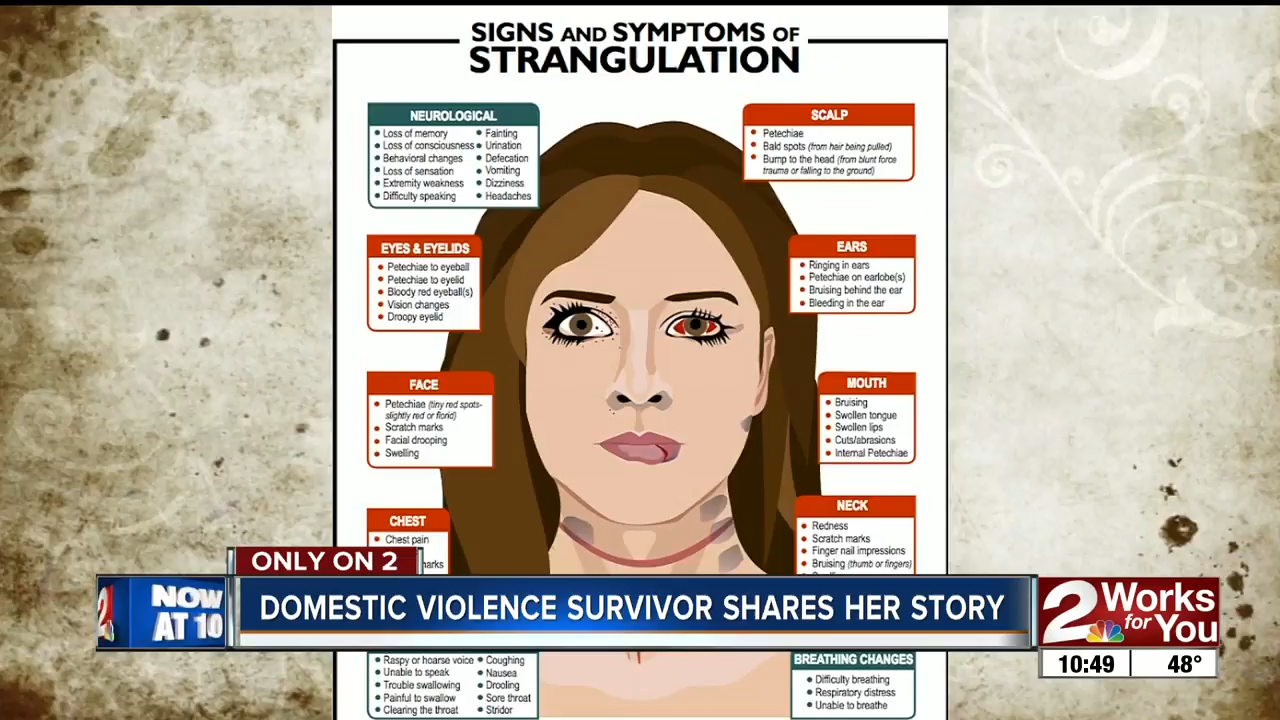 SIGNS AND SYMPTOMS OF
STRANGULATION
NEUROLOGICAL
Loss of memory
Loss of consciousness
Behavioral changes
Loss of sensation
Extremity weakness
Difficulty speaking
Fainting
Urination
Defecation
Vomiting
Dizziness
Headaches
SCALP
Petechiae
Bald spots (from hair being pulled)
Bump to the head (from blunt force
trauma or falling to the ground)
EYES & EYELIDS
Petechiae to eyeball
Petechiae to eyelid
Bloody red eyeball(s)
Vision changes
Droopy eyelid
EARS
Ringing in ears
Petechiae on earlobe(s)
Bruising behind the ear
Bleeding in the ear
FACE
Petechiae (tiny red spots-
slightly red or florid)
Scratch marks
Facial drooping
Swelling
MOUTH
Bruising
Swollen tongue
Swollen lips
Cuts/abrasions
Internal Petechiae
CHEST
Chest pain
NECK
Redness
Scratch marks
Finger nail impressions
Bruising (thumb or fingers)
ONLY ON 2
NOW
AT 10
DOMESTIC VIOLENCE SURVIVOR SHARES HER STORY
2 Works
for You
10:49
48°
Raspy or hoarse voice
Unable to speak
Trouble swallowing
Painful to swallow
Clearing the throat
Coughing
Nausea
Drooling
Sore throat
Stridor
BREATHING CHANGES
Difficulty breathing
Respiratory distress
Unable to breathe